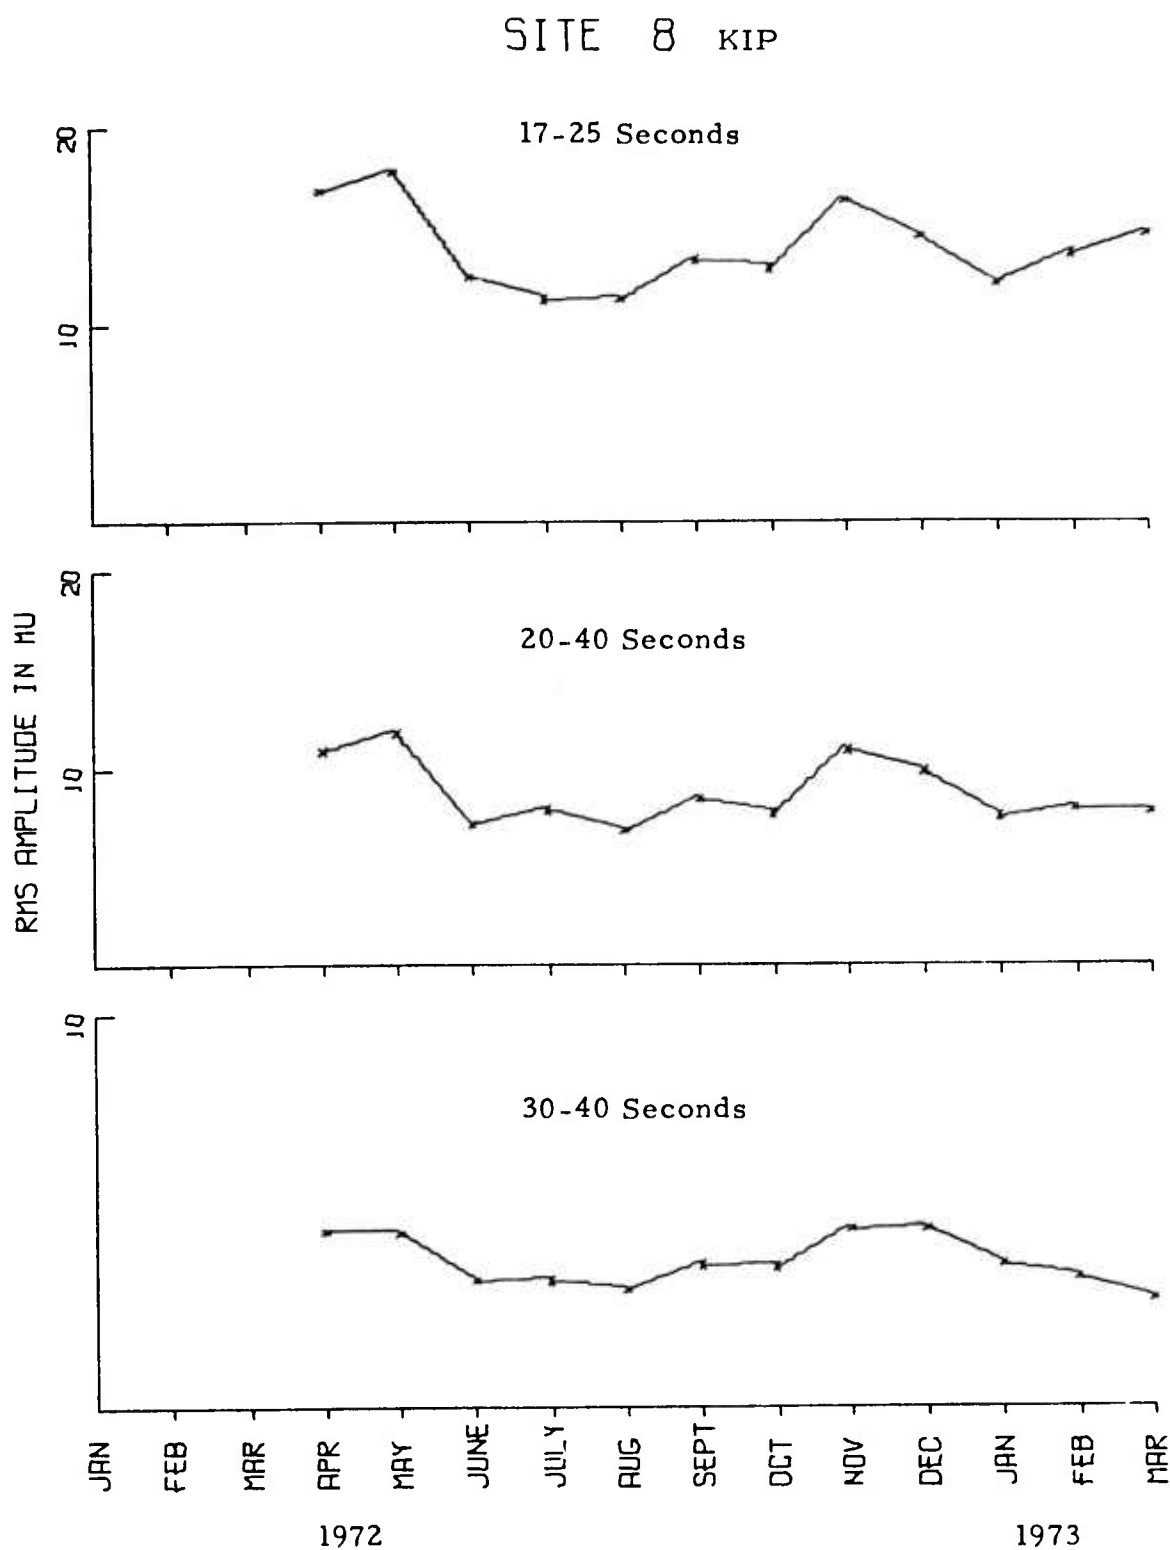 SITE 8 KIP
17-25 Seconds
20
10
20-40 Seconds
20
10
RMS AMPLITUDE IN MU
30-40 Seconds
10
JAN FEB MAR APR MAY JUNE JULY AUG SEPT OCT NOV DEC JAN FEB MAR
1972 1973